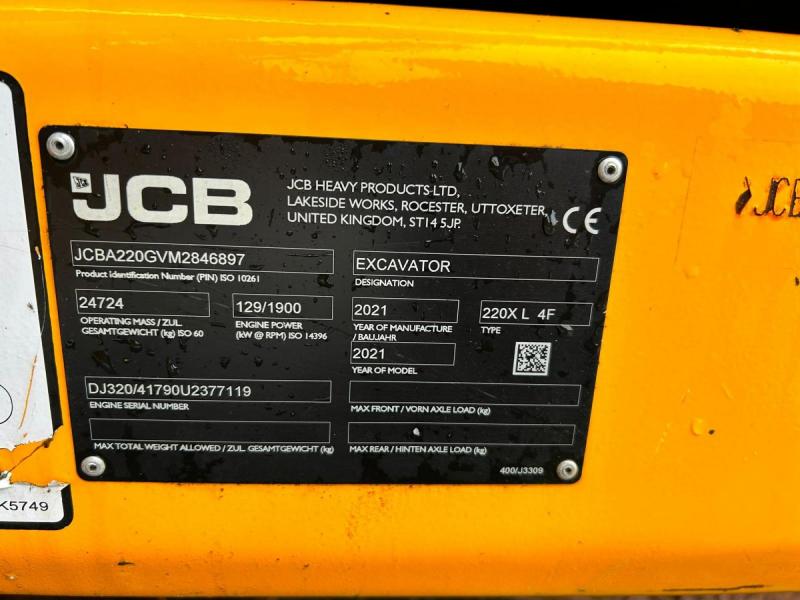 JCB
JCB HEAVY PRODUCTS LTD,
LAKESIDE WORKS, ROCESTER, UTTOXETER,
UNITED KINGDOM, ST14 5JP.
CE
JCBA220GVM2846897
Product Identification Number (PIN) ISO 10261
EXCAVATOR
DESIGNATION
24724
OPERATING MASS / ZUL.
GESAMTGEWICHT (kg) ISO 60
129/1900
ENGINE POWER
(kW @ RPM) ISO 14396
2021
YEAR OF MANUFACTURE
/ BAUJAHR
220X L 4F
TYPE
2021
YEAR OF MODEL
DJ320/41790U2377119
ENGINE SERIAL NUMBER
MAX FRONT / VORN AXLE LOAD (kg)
MAX TOTAL WEIGHT ALLOWED / ZUL. GESAMTGEWICHT (kg)
MAX REAR / HINTEN AXLE LOAD (kg)
400/J3309
K5749
JCB